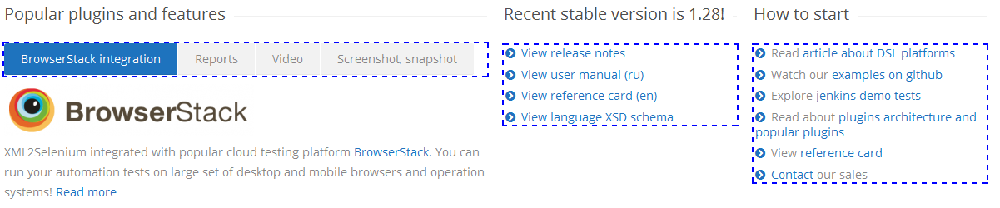 Popular plugins and features
BrowserStack integration
Reports
Video
Screenshot, snapshot
BrowserStack
XML2Selenium integrated with popular cloud testing platform BrowserStack. You can
run your automation tests on large set of desktop and mobile browsers and operation
systems! Read more
Recent stable version is 1.28!
View release notes
View user manual (ru)
View reference card (en)
View language XSD schema
How to start
Read article about DSL platforms
Watch our examples on github
Explore jenkins demo tests
Read about plugins architecture and
popular plugins
View reference card
Contact our sales